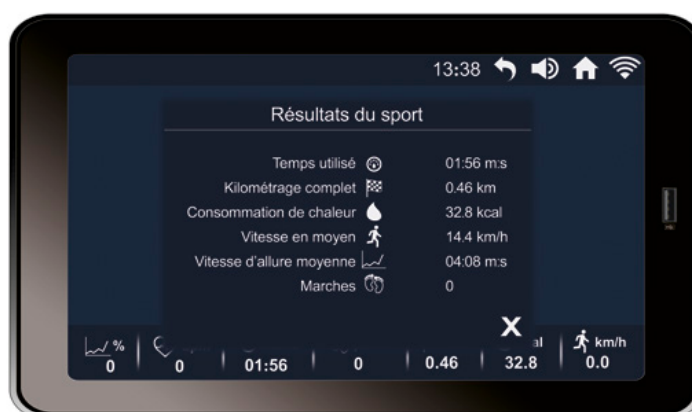 13:38
Résultats du sport
Temps utilisé 01:56 m:s
Kilométrage complet 0.46 km
Consommation de chaleur 32.8 kcal
Vitesse en moyen 14.4 km/h
Vitesse d'allure moyenne 04:08 m:s
Marches 0
X
% al km/h
0 0 01:56 0 0.46 32.8 0.0